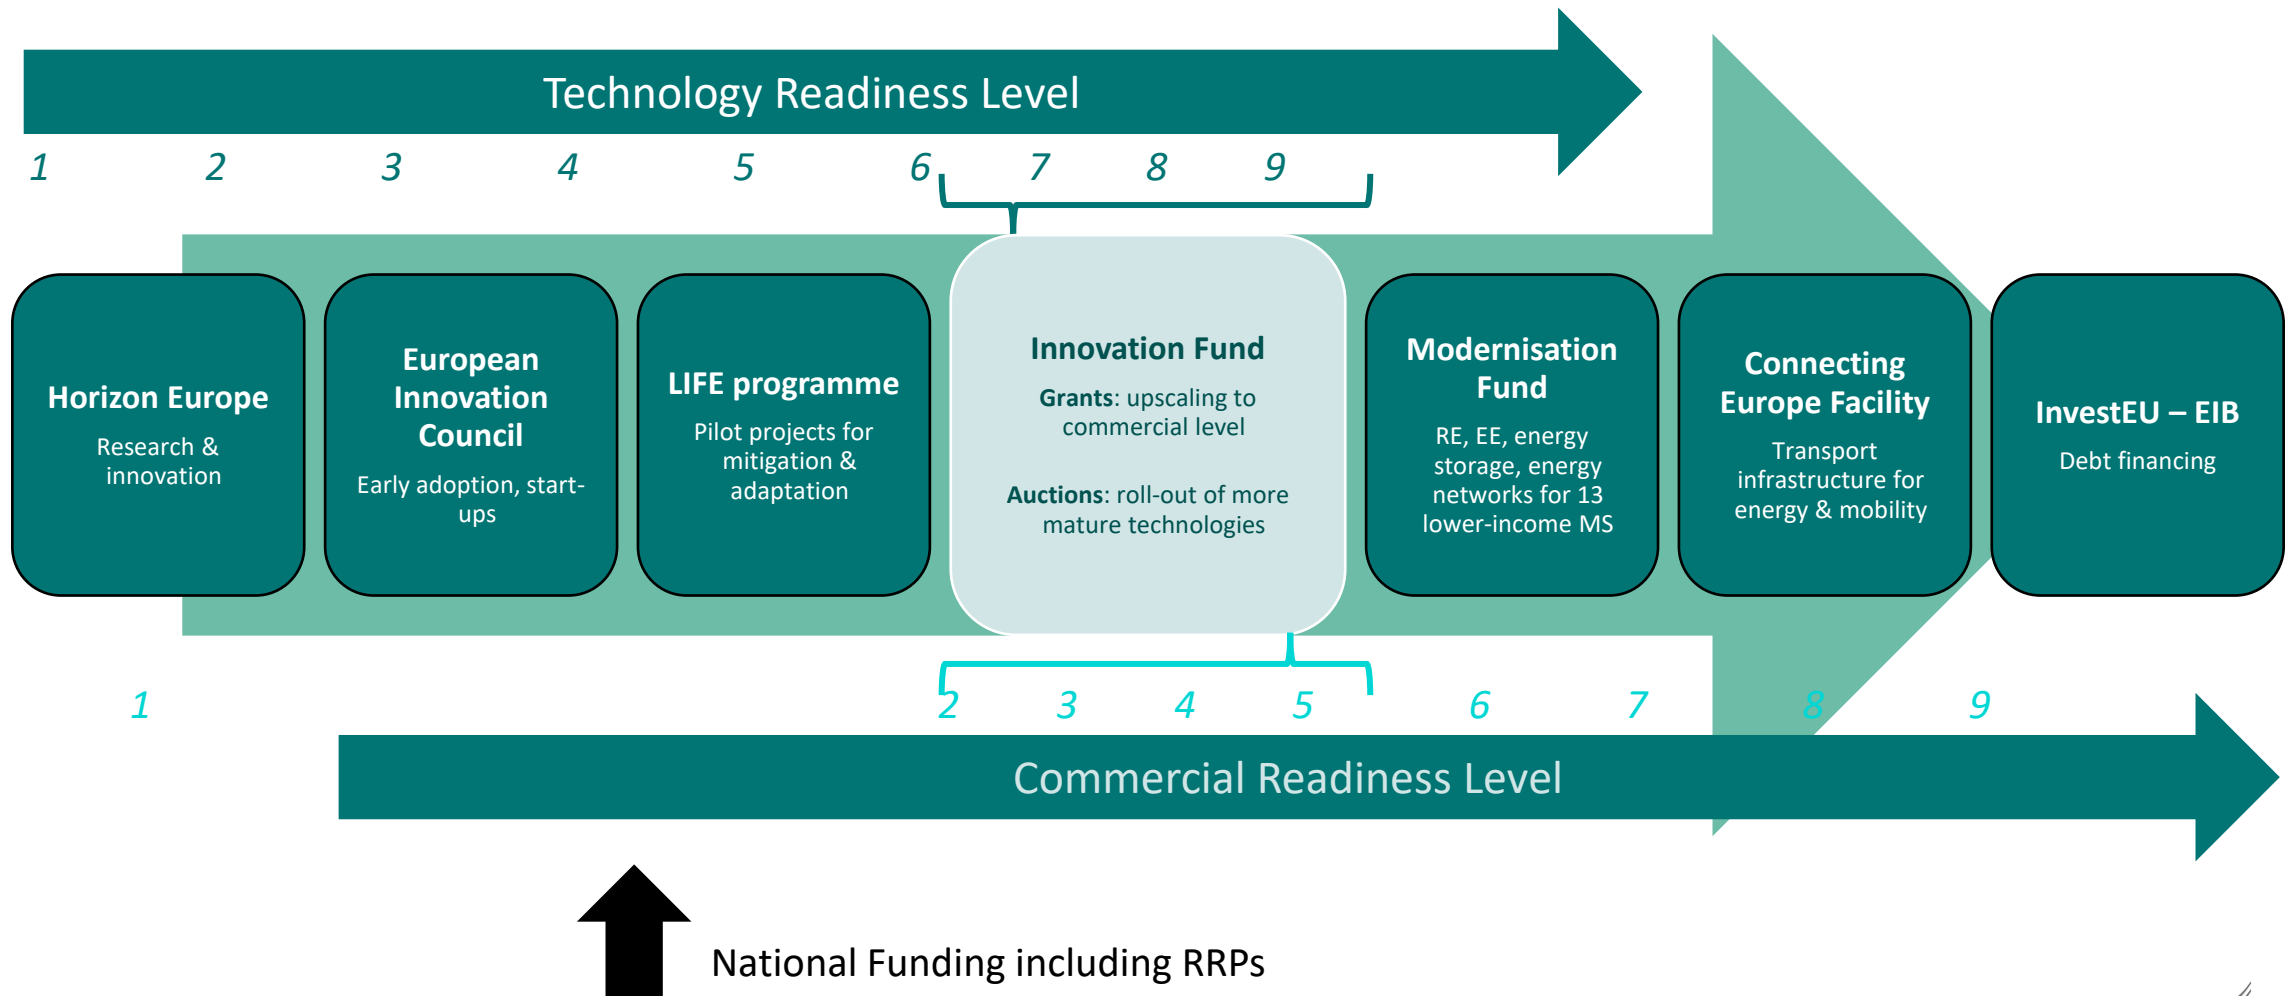 Technology Readiness Level
1 2 3 4 5 6 7 8 9
Horizon Europe
Research &
innovation
European
Innovation
Council
Early adoption, start-
ups
LIFE programme
Pilot projects for
mitigation &
adaptation
Innovation Fund
Grants: upscaling to
commercial level
Auctions: roll-out of more
mature technologies
Modernisation
Fund
RE, EE, energy
storage, energy
networks for 13
lower-income MS
Connecting
Europe Facility
Transport
infrastructure for
energy & mobility
InvestEU – EIB
Debt financing
1 2 3 4 5 6 7 8 9
Commercial Readiness Level
National Funding including RRPs